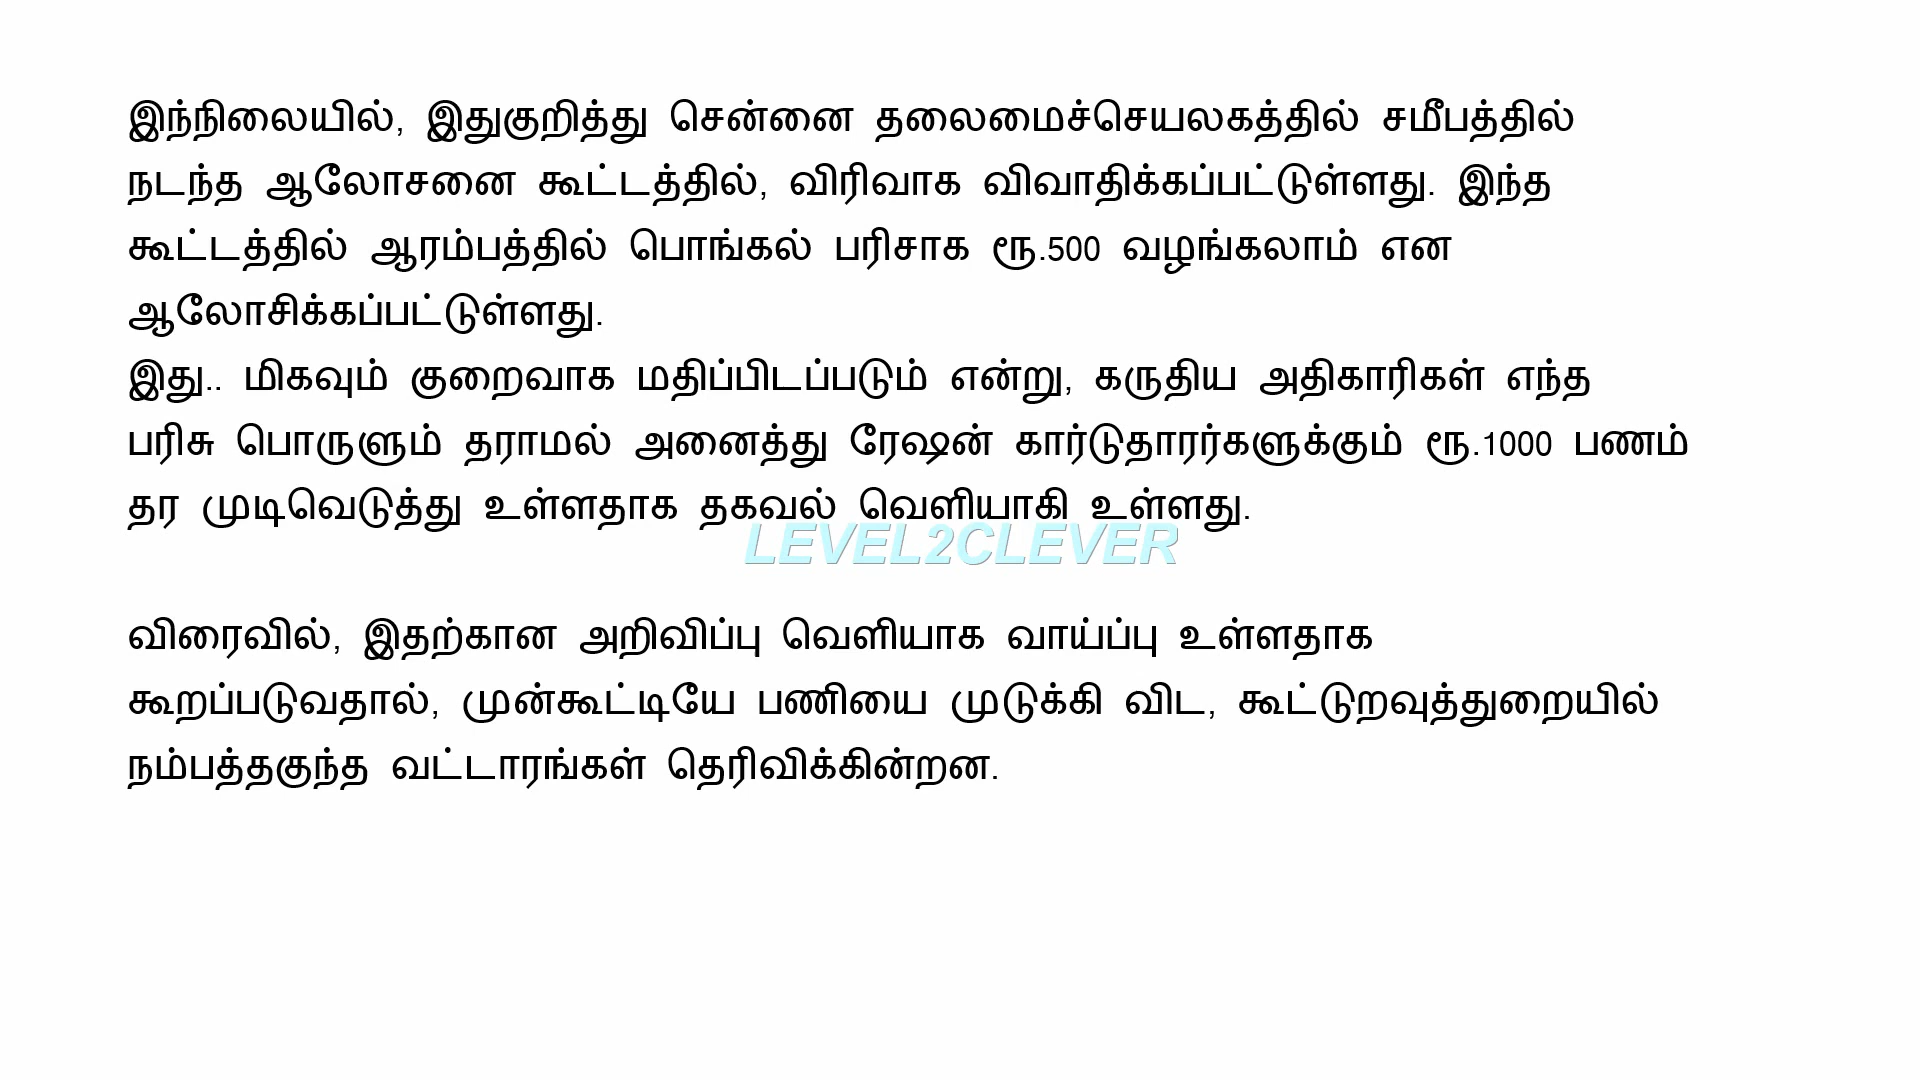 இந்நிலையில், இதுகுறித்து சென்னை தலைமைச்செயலகத்தில் சமீபத்தில்
நடந்த ஆலோசனை கூட்டத்தில், விரிவாக விவாதிக்கப்பட்டுள்ளது. இந்த
கூட்டத்தில் ஆரம்பத்தில் பொங்கல் பரிசாக ரூ.500 வழங்கலாம் என
ஆலோசிக்கப்பட்டுள்ளது.
இது.. மிகவும் குறைவாக மதிப்பிடப்படும் என்று, கருதிய அதிகாரிகள் எந்த
பரிசு பொருளும் தராமல் அனைத்து ரேஷன் கார்டுதாரர்களுக்கும் ரூ.1000 பணம்
தர முடிவெடுத்து உள்ளதாக தகவல் வெளியாகி உள்ளது.
LEVEL2CLEVER
விரைவில், இதற்கான அறிவிப்பு வெளியாக வாய்ப்பு உள்ளதாக
கூறப்படுவதால், முன்கூட்டியே பணியை முடுக்கி விட, கூட்டுறவுத்துறையில்
நம்பத்தகுந்த வட்டாரங்கள் தெரிவிக்கின்றன.